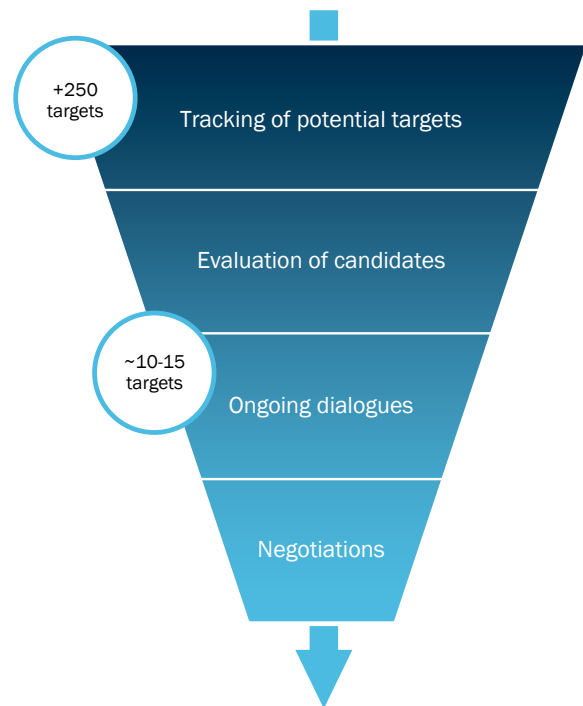 +250
targets
Tracking of potential targets
Evaluation of candidates
~10-15
targets
Ongoing dialogues
Negotiations